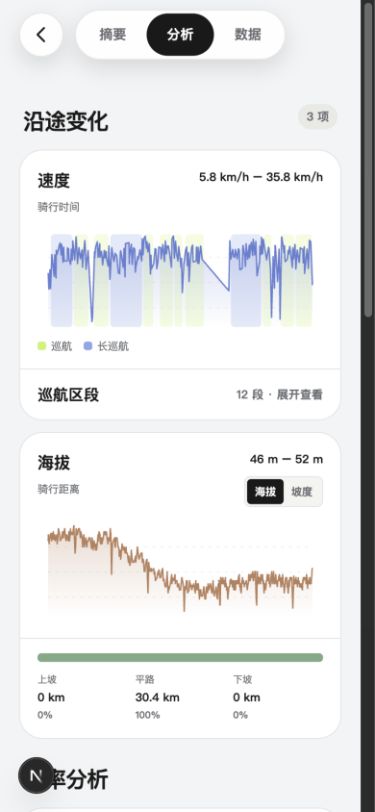 摘要 分析 数据
沿途变化 3 项
速度 5.8 km/h — 35.8 km/h
骑行时间
巡航 长巡航
巡航区段 12 段 · 展开查看
海拔 46 m — 52 m
骑行距离 海拔 坡度
上坡 平路 下坡
0 km 30.4 km 0 km
0% 100% 0%
N 率分析